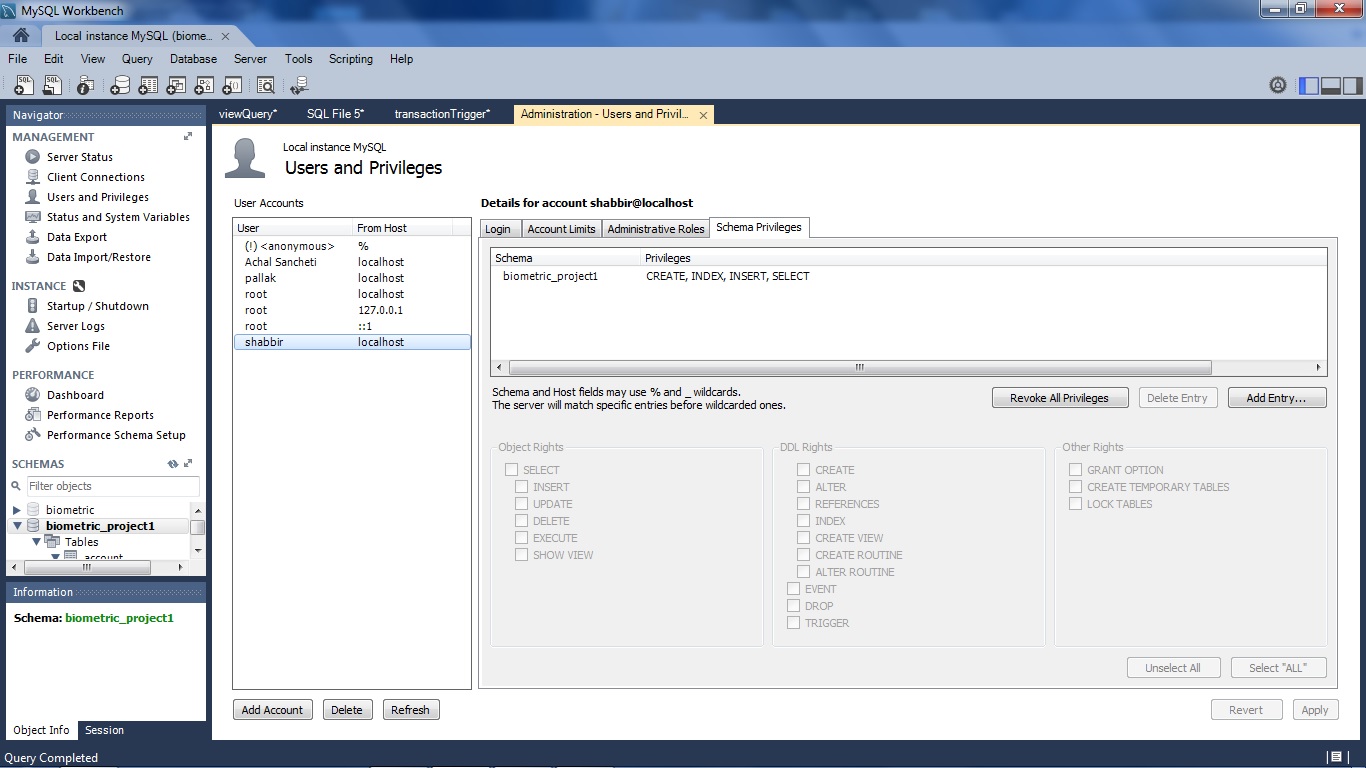 MySQL Workbench
Local instance MySQL (biome...
File Edit View Query Database Server Tools Scripting Help
Navigator
MANAGEMENT
Server Status
Client Connections
Users and Privileges
Status and System Variables
Data Export
Data Import/Restore
INSTANCE
Startup / Shutdown
Server Logs
Options File
PERFORMANCE
Dashboard
Performance Reports
Performance Schema Setup
SCHEMAS
Filter objects
biometric
biometric_project1
Tables
account
Information
Schema: biometric_project1
Object Info Session
viewQuery* SQL File 5* transactionTrigger* Administration - Users and Privil...
Local instance MySQL
Users and Privileges
User Accounts
User From Host
(!) <anonymous> %
Achal Sancheti localhost
pallak localhost
root localhost
root 127.0.0.1
root ::1
shabbir localhost
Add Account Delete Refresh
Details for account shabbir@localhost
Login Account Limits Administrative Roles Schema Privileges
Schema Privileges
biometric_project1 CREATE, INDEX, INSERT, SELECT
Schema and Host fields may use % and _ wildcards.
The server will match specific entries before wildcarded ones.
Revoke All Privileges Delete Entry Add Entry...
Object Rights
SELECT
INSERT
UPDATE
DELETE
EXECUTE
SHOW VIEW
DDL Rights
CREATE
ALTER
REFERENCES
INDEX
CREATE VIEW
CREATE ROUTINE
ALTER ROUTINE
EVENT
DROP
TRIGGER
Other Rights
GRANT OPTION
CREATE TEMPORARY TABLES
LOCK TABLES
Unselect All Select "ALL"
Revert Apply
Query Completed